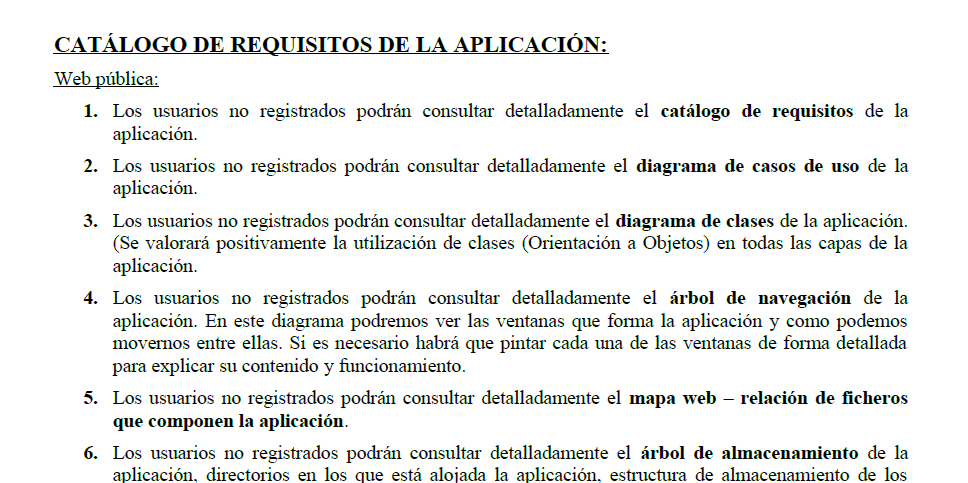 CATÁLOGO DE REQUISITOS DE LA APLICACIÓN:
Web pública:
1. Los usuarios no registrados podrán consultar detalladamente el catálogo de requisitos de la
aplicación.
2. Los usuarios no registrados podrán consultar detalladamente el diagrama de casos de uso de la
aplicación.
3. Los usuarios no registrados podrán consultar detalladamente el diagrama de clases de la aplicación.
(Se valorará positivamente la utilización de clases (Orientación a Objetos) en todas las capas de la
aplicación.
4. Los usuarios no registrados podrán consultar detalladamente el árbol de navegación de la
aplicación. En este diagrama podremos ver las ventanas que forma la aplicación y como podemos
movernos entre ellas. Si es necesario habrá que pintar cada una de las ventanas de forma detallada
para explicar su contenido y funcionamiento.
5. Los usuarios no registrados podrán consultar detalladamente el mapa web – relación de ficheros
que componen la aplicación.
6. Los usuarios no registrados podrán consultar detalladamente el árbol de almacenamiento de la
aplicación, directorios en los que está alojada la aplicación, estructura de almacenamiento de los